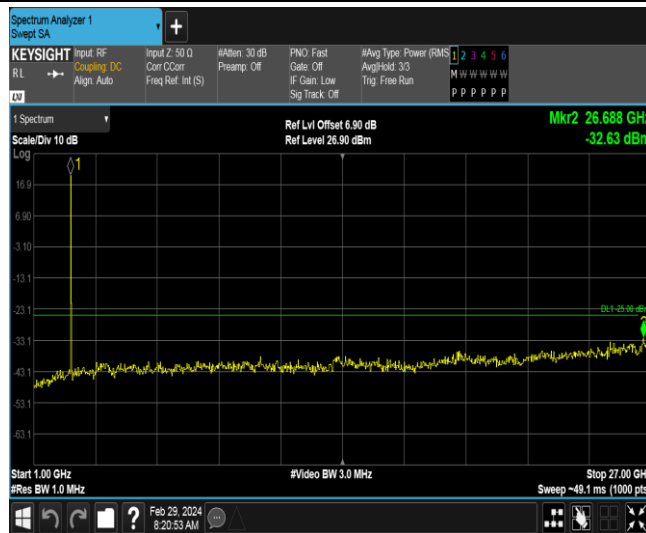 Spectrum Analyzer 1
Swept SA
+
KEYSIGHT
RL
Input: RF
Coupling: DC
Align: Auto
Input Z: 50 Ω
Corr CCorr
Freq Ref: Int (S)
#Atten: 30 dB
Preamp: Off
PNO: Fast
Gate: Off
IF Gain: Low
Sig Track: Off
#Avg Type: Power (RMS
Avg|Hold: 3/3
Trig: Free Run
1 2 3 4 5 6
M W W W W W
P P P P P P
LXI
1 Spectrum
Scale/Div 10 dB
Log
Ref Lvl Offset 6.90 dB
Ref Level 26.90 dBm
Mkr2 26.688 GHz
-32.63 dBm
1
16.9
6.90
-3.10
-13.1
-23.1
-33.1
-43.1
-53.1
-63.1
DL1 -25.00 dBm
Start 1.00 GHz
#Res BW 1.0 MHz
#Video BW 3.0 MHz
Stop 27.00 GH
Sweep ~49.1 ms (1000 pts
?
Feb 29, 2024
8:20:53 AM